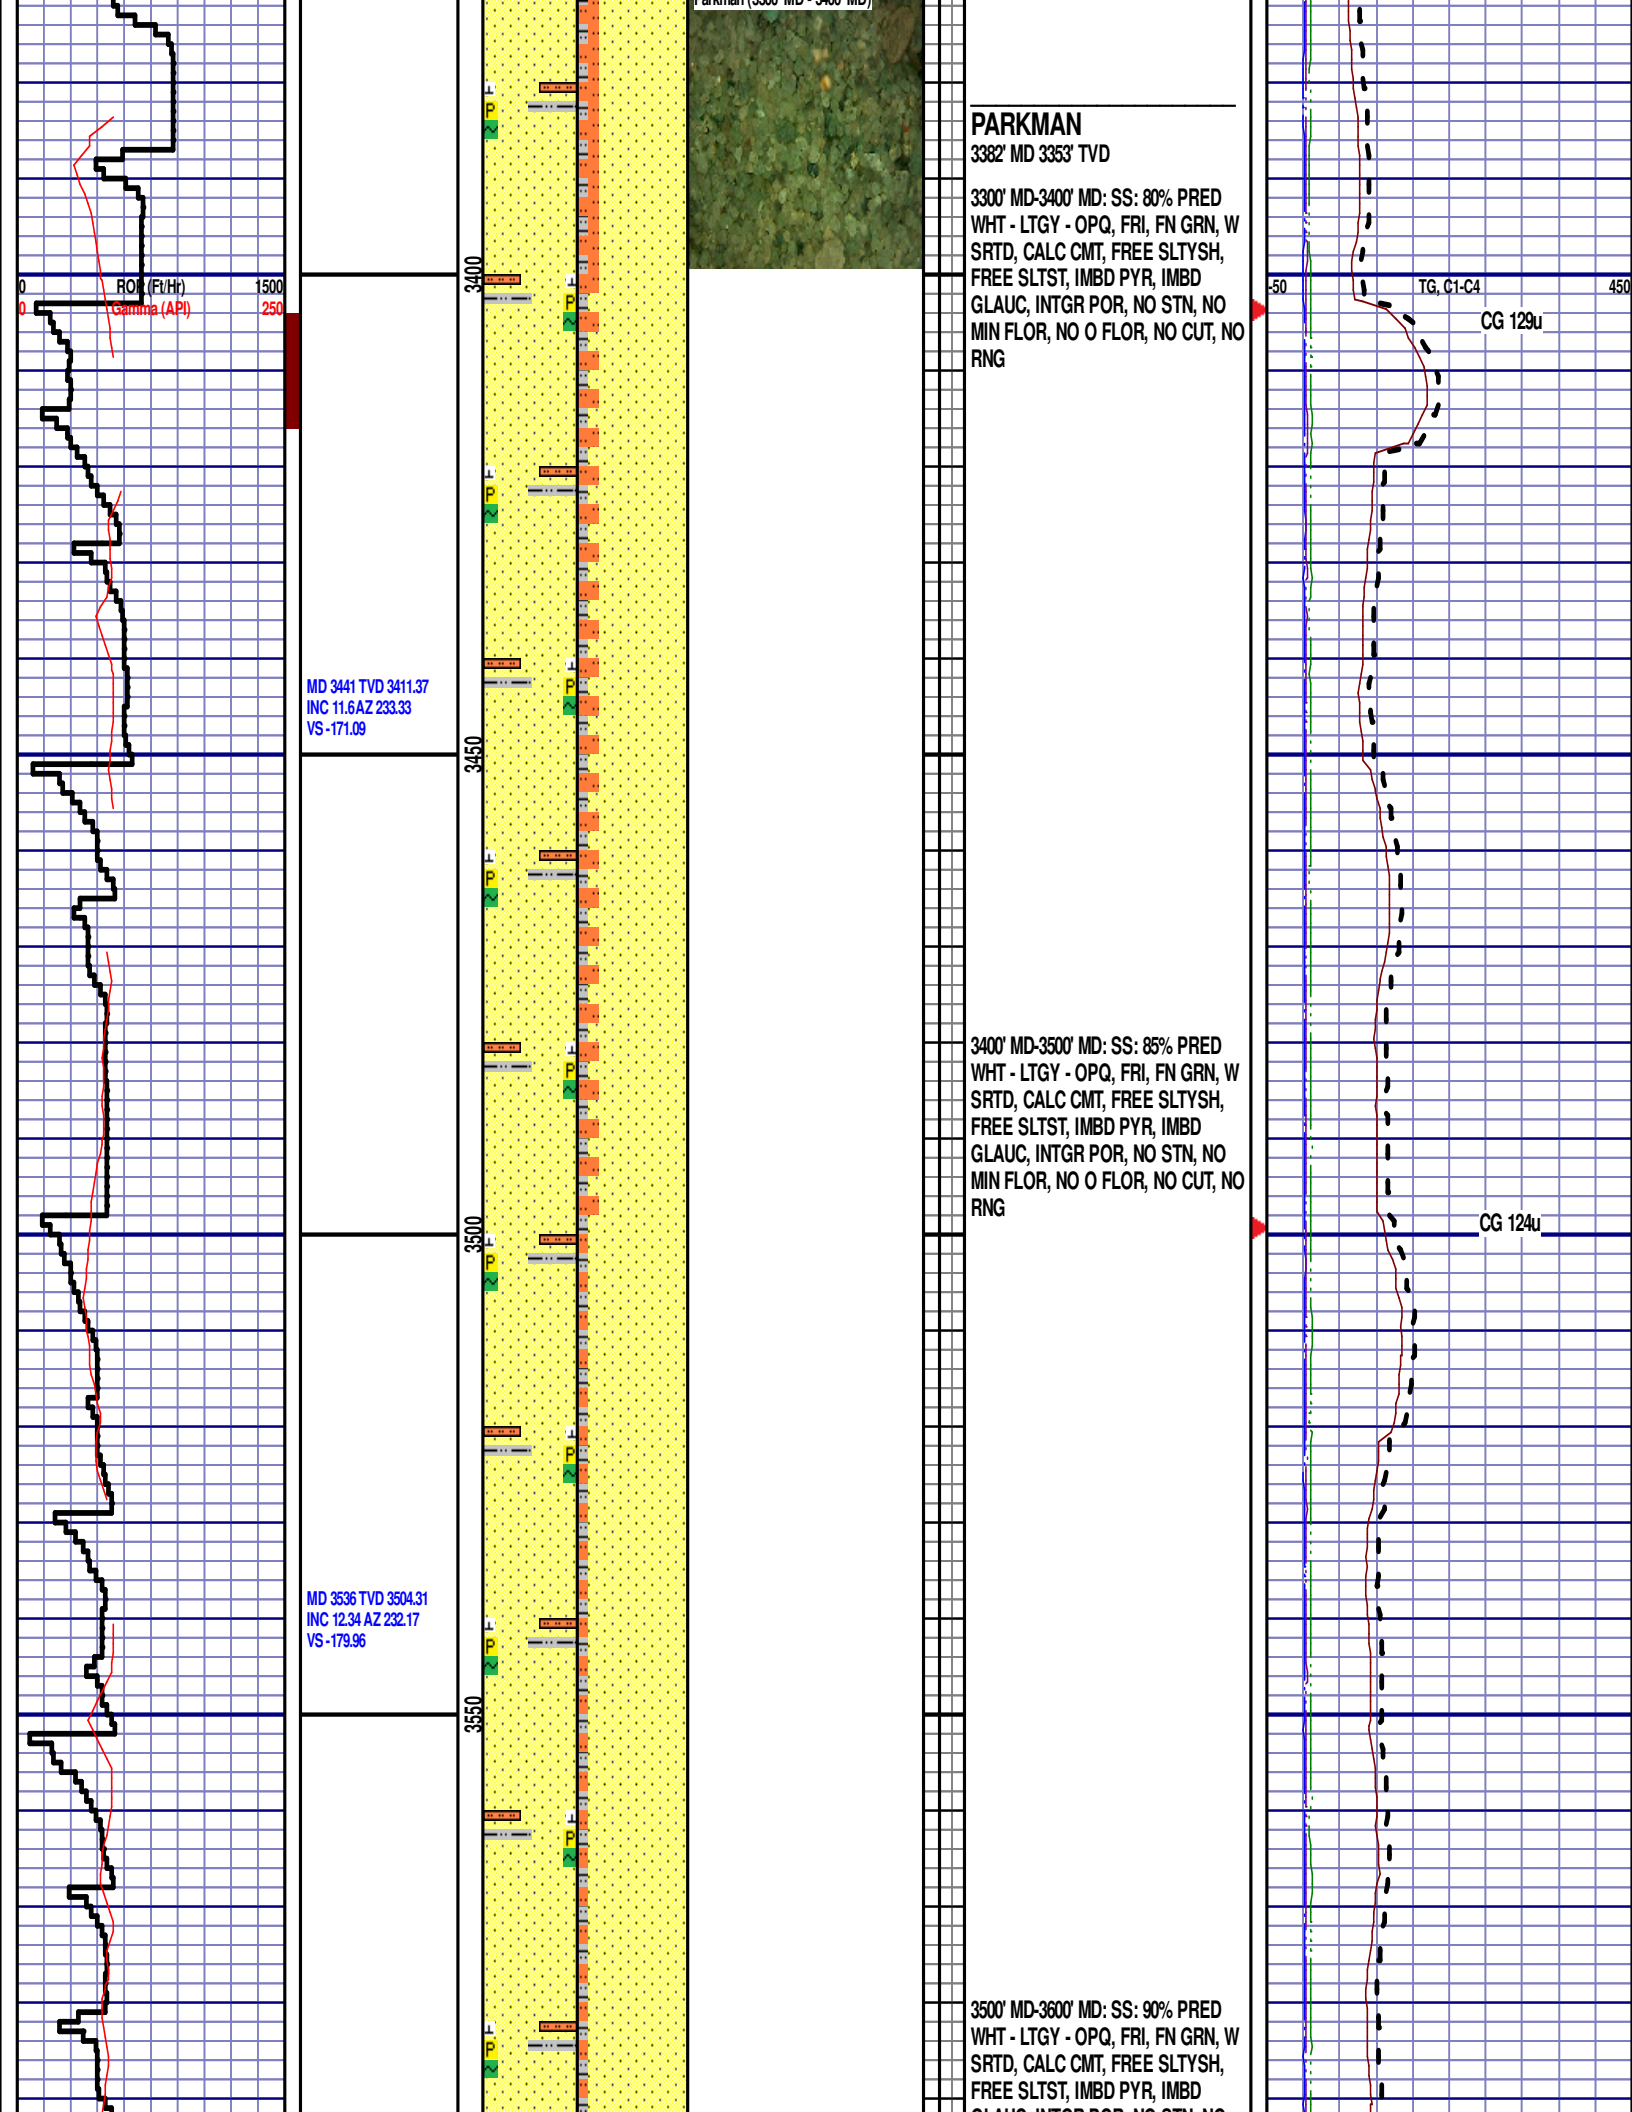 Parkman (3300' MD - 3400' MD)
PARKMAN
3382' MD 3353' TVD
3300' MD-3400' MD: SS: 80% PRED
WHT - LTGY - OPQ, FRI, FN GRN, W
SRTD, CALC CMT, FREE SLTYSH,
FREE SLTST, IMBD PYR, IMBD
GLAUC, INTGR POR, NO STN, NO
MIN FLOR, NO O FLOR, NO CUT, NO
RNG
0 ROP (Ft/Hr) 1500
0 Gamma (API) 250
3400
-50 TG, C1-C4 450
CG 129u
MD 3441 TVD 3411.37
INC 11.6 AZ 233.33
VS -171.09
3450
3400' MD-3500' MD: SS: 85% PRED
WHT - LTGY - OPQ, FRI, FN GRN, W
SRTD, CALC CMT, FREE SLTYSH,
FREE SLTST, IMBD PYR, IMBD
GLAUC, INTGR POR, NO STN, NO
MIN FLOR, NO O FLOR, NO CUT, NO
RNG
3500
CG 124u
MD 3536 TVD 3504.31
INC 12.34 AZ 232.17
VS -179.96
3550
3500' MD-3600' MD: SS: 90% PRED
WHT - LTGY - OPQ, FRI, FN GRN, W
SRTD, CALC CMT, FREE SLTYSH,
FREE SLTST, IMBD PYR, IMBD
GLAUC, INTGR POR, NO STN, NO
P
P
P
P
P
P
P
P
P
P
P